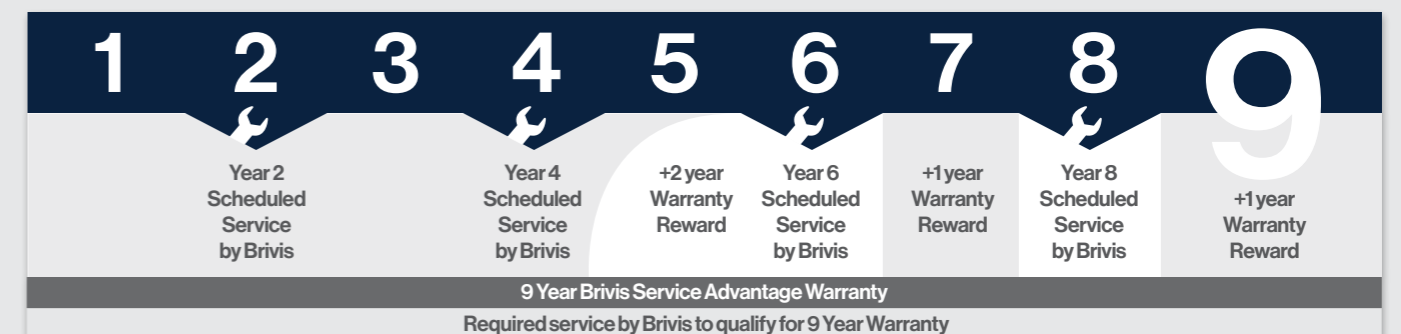 1 2 3 4 5 6 7 8 9
Year 2
Scheduled
Service
by Brivis
Year 4
Scheduled
Service
by Brivis
+2 year
Warranty
Reward
Year 6
Scheduled
Service
by Brivis
+1 year
Warranty
Reward
Year 8
Scheduled
Service
by Brivis
+1 year
Warranty
Reward
9 Year Brivis Service Advantage Warranty
Required service by Brivis to qualify for 9 Year Warranty